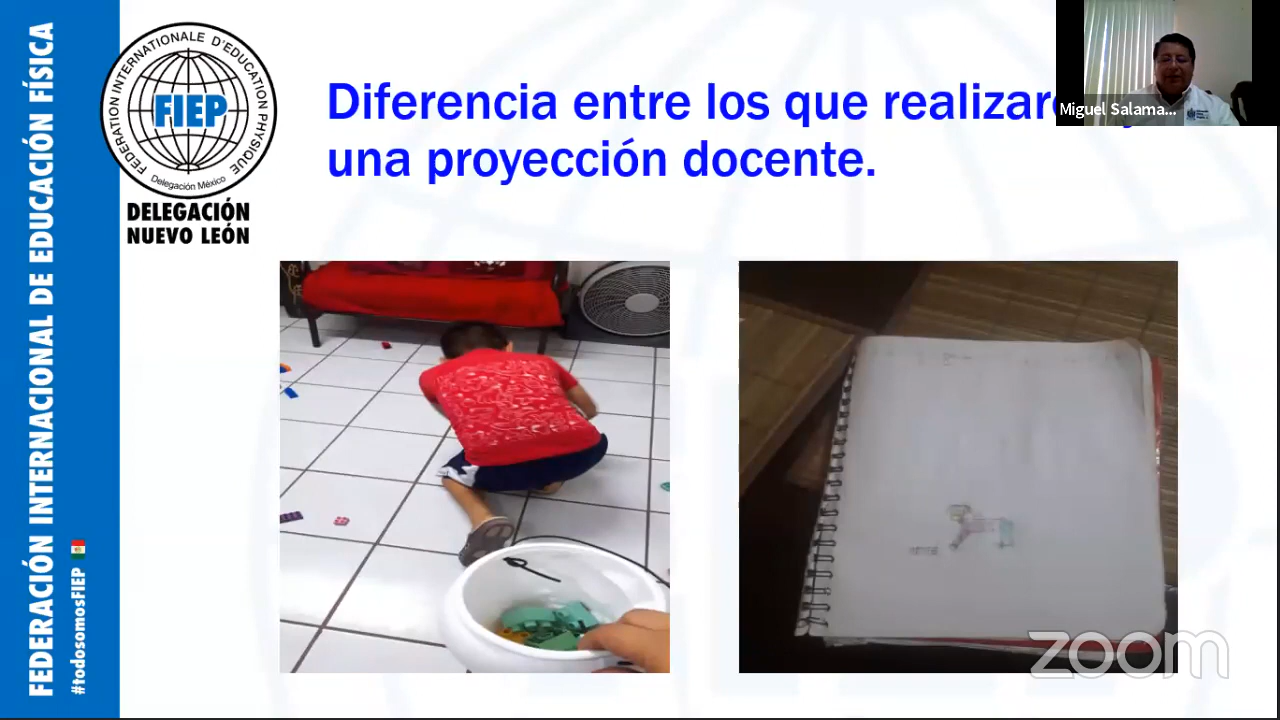 FEDERACIÓN INTERNACIONAL DE EDUCACIÓN FÍSICA
#todosomosFIEP
FEDERATION INTERNATIONALE D'EDUCATION PHYSIQUE
FIEP
Delegación México
DELEGACIÓN
NUEVO LEÓN
Diferencia entre los que realizaro
una proyección docente.
Miguel Salama...
zoom